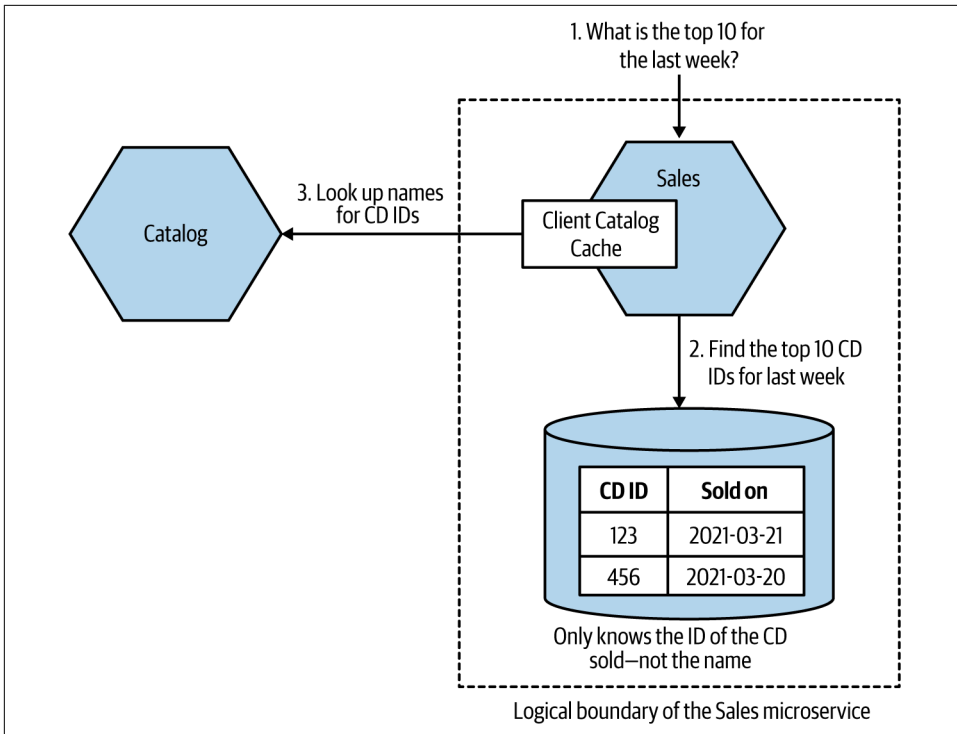 1. What is the top 10 for
the last week?
Sales
3. Look up names
for CD IDs
Client Catalog
Cache
Catalog
2. Find the top 10 CD
IDs for last week
CD ID Sold on
123 2021-03-21
456 2021-03-20
Only knows the ID of the CD
sold—not the name
Logical boundary of the Sales microservice